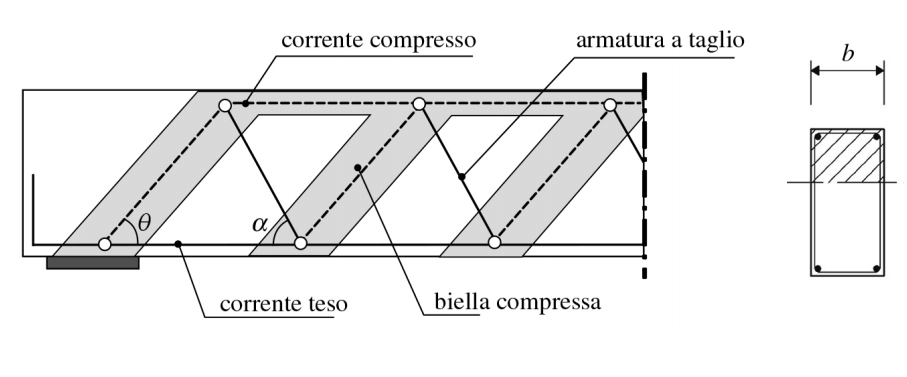 corrente compresso
armatura a taglio
b
θ
α
corrente teso
biella compressa